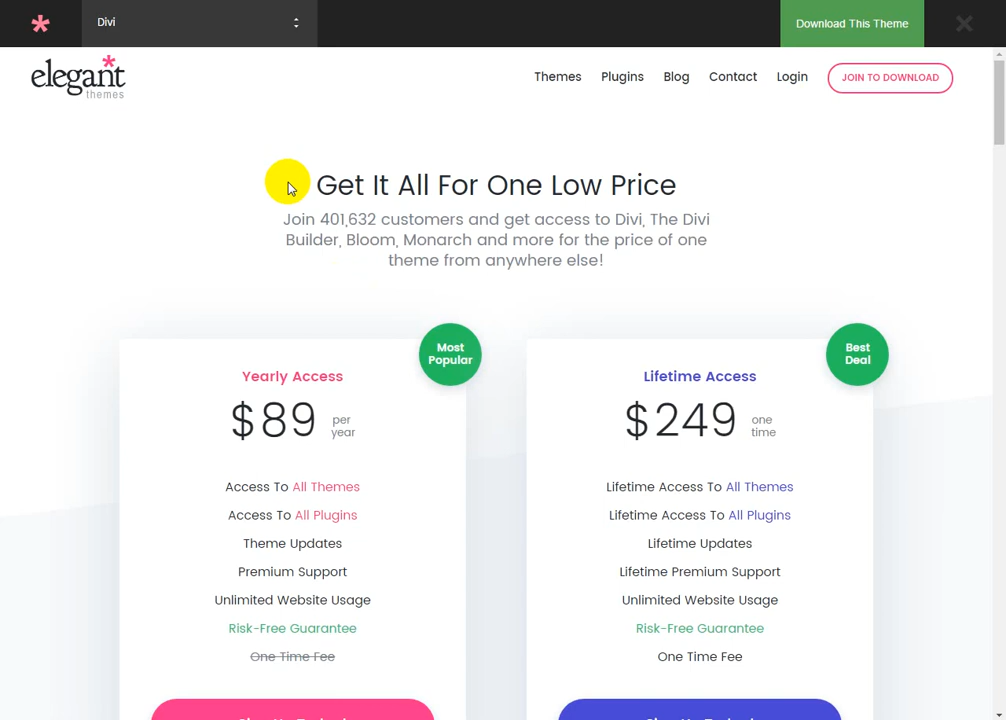 Divi
Download This Theme
elegant
themes
Themes
Plugins
Blog
Contact
Login
JOIN TO DOWNLOAD
Get It All For One Low Price
Join 401,632 customers and get access to Divi, The Divi
Builder, Bloom, Monarch and more for the price of one
theme from anywhere else!
Most
Popular
Yearly Access
$89
per
year
Access To All Themes
Access To All Plugins
Theme Updates
Premium Support
Unlimited Website Usage
Risk-Free Guarantee
One Time Fee
Best
Deal
Lifetime Access
$249
one
time
Lifetime Access To All Themes
Lifetime Access To All Plugins
Lifetime Updates
Lifetime Premium Support
Unlimited Website Usage
Risk-Free Guarantee
One Time Fee